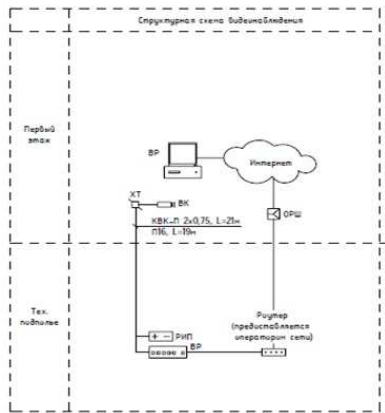 Структурная схема видеонаблюдения
Первый
этаж
ВР
Интернет
ХТ
ВК
КВК-П 2х0,75, L=21м
П16, L=19м
ОРШ
Тех.
подполье
Роутер
(предоставляется
оператором сети)
РИП
ВР